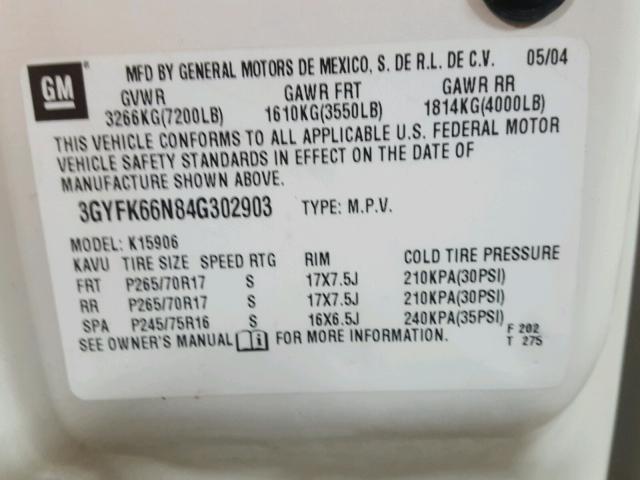 GM® MFD BY GENERAL MOTORS DE MEXICO, S. DE R.L. DE C.V. 05/04
GVWR GAWR FRT GAWR RR
3266KG(7200LB) 1610KG(3550LB) 1814KG(4000LB)
THIS VEHICLE CONFORMS TO ALL APPLICABLE U.S. FEDERAL MOTOR
VEHICLE SAFETY STANDARDS IN EFFECT ON THE DATE OF
MANUFACTURE SHOWN ABOVE.
3GYFK66N84G302903 TYPE: M.P.V.
MODEL: K15906
KAVU TIRE SIZE SPEED RTG RIM COLD TIRE PRESSURE
FRT P265/70R17 S 17X7.5J 210KPA(30PSI)
RR P265/70R17 S 17X7.5J 210KPA(30PSI)
SPA P245/75R16 S 16X6.5J 240KPA(35PSI)
SEE OWNER'S MANUAL i FOR MORE INFORMATION.
F 202
T 275